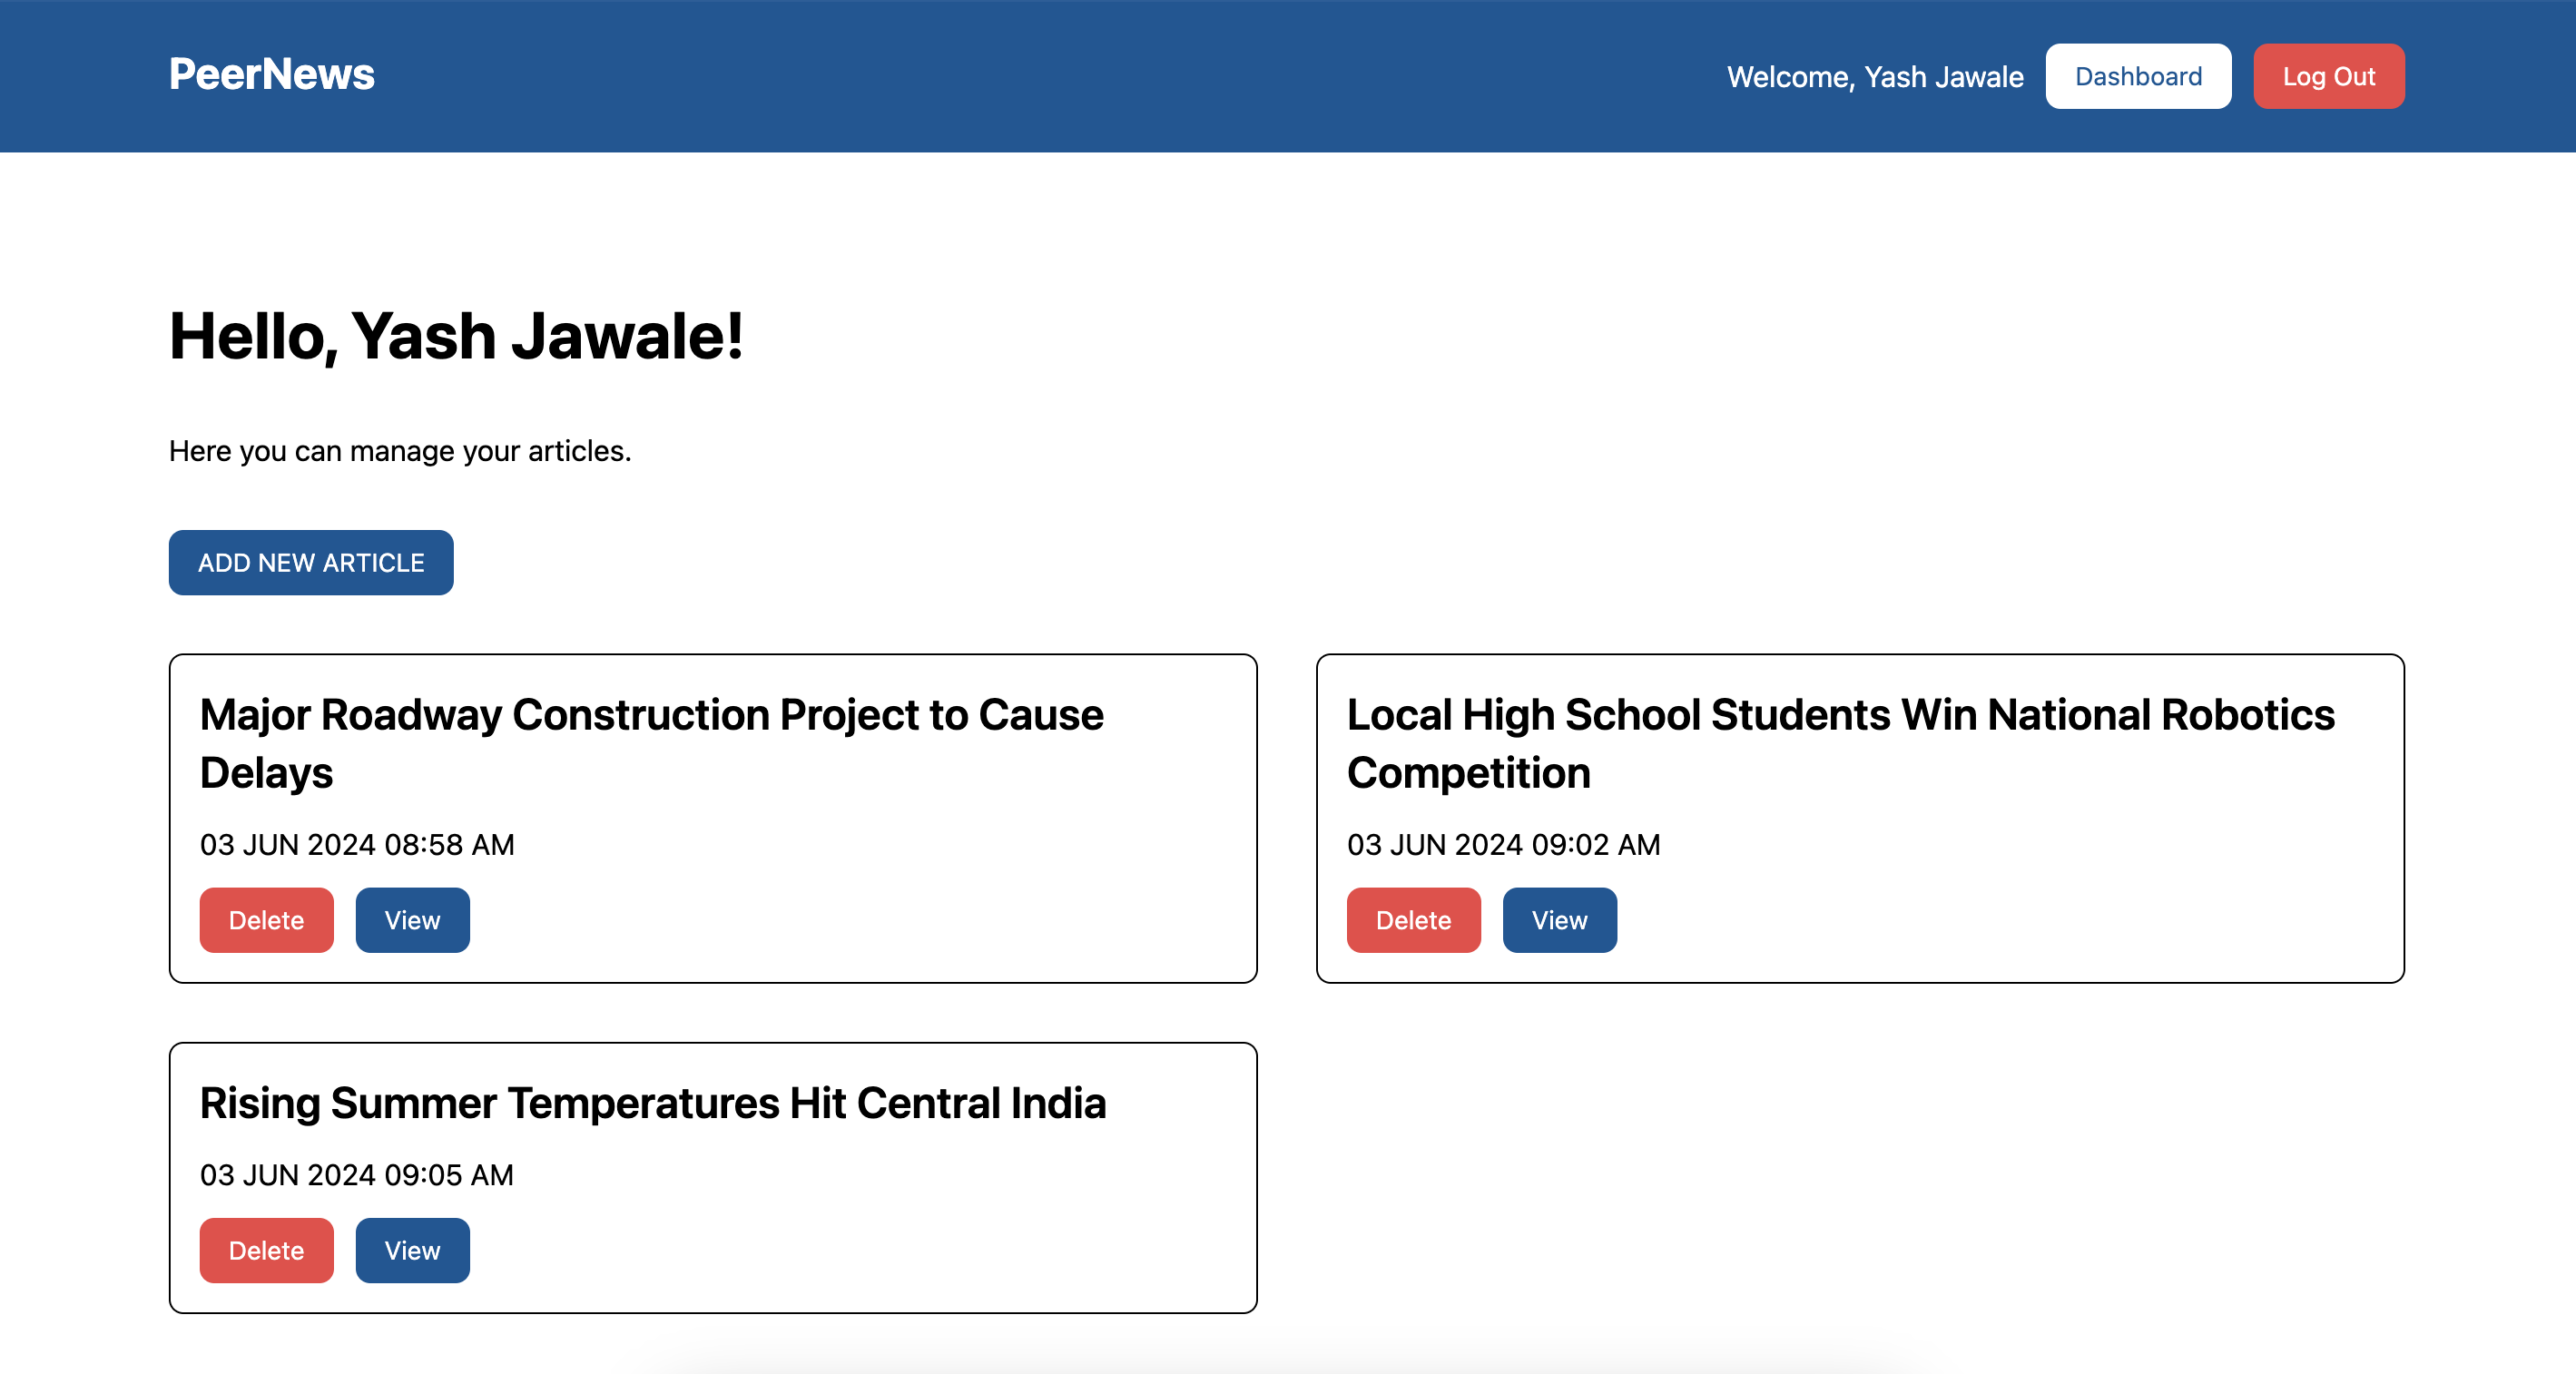 PeerNews
Welcome, Yash Jawale
Dashboard
Log Out
Hello, Yash Jawale!
Here you can manage your articles.
ADD NEW ARTICLE
Major Roadway Construction Project to Cause
Delays
03 JUN 2024 08:58 AM
Delete
View
Local High School Students Win National Robotics
Competition
03 JUN 2024 09:02 AM
Delete
View
Rising Summer Temperatures Hit Central India
03 JUN 2024 09:05 AM
Delete
View